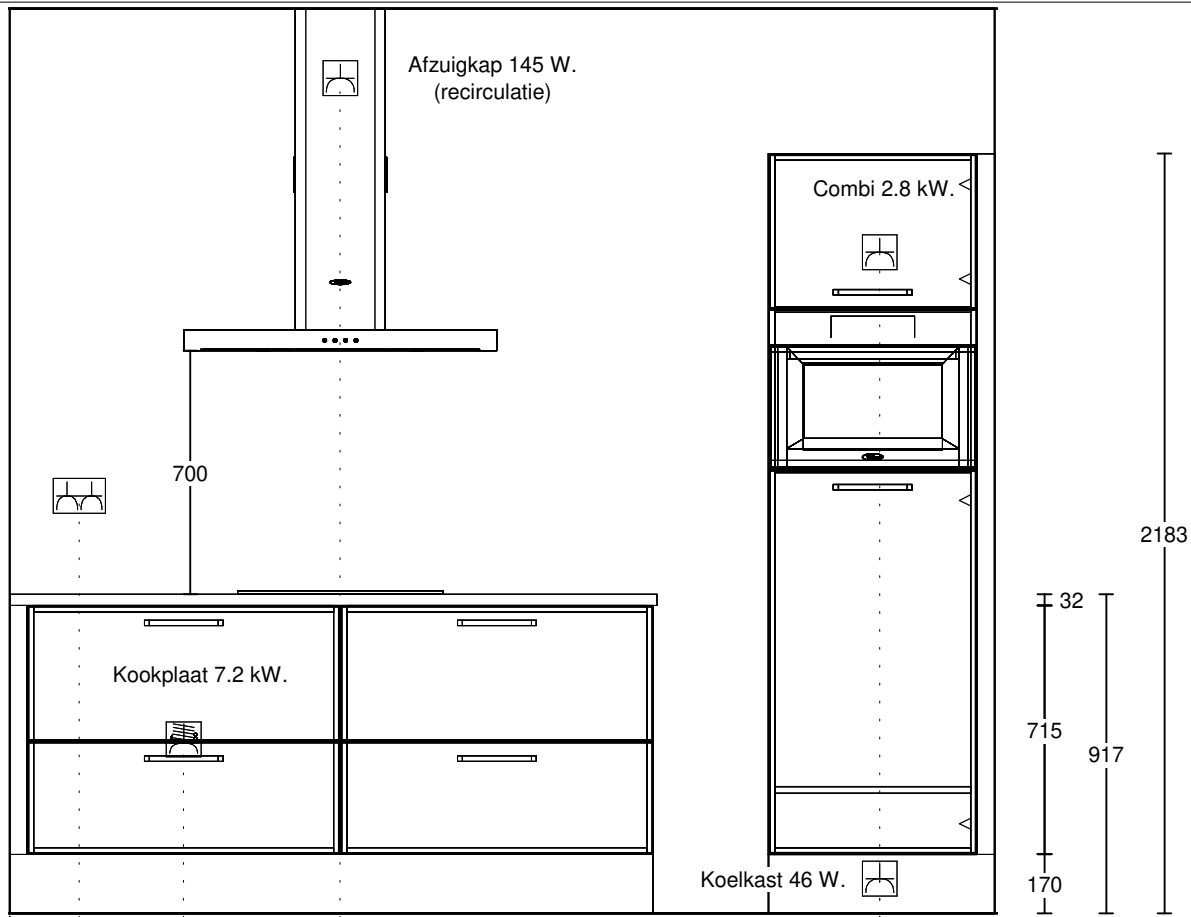 Afzuigkap 145 W.
(recirculatie)
Combi 2.8 kW.
700
2183
32
Kookplaat 7.2 kW.
715
917
Koelkast 46 W.
170